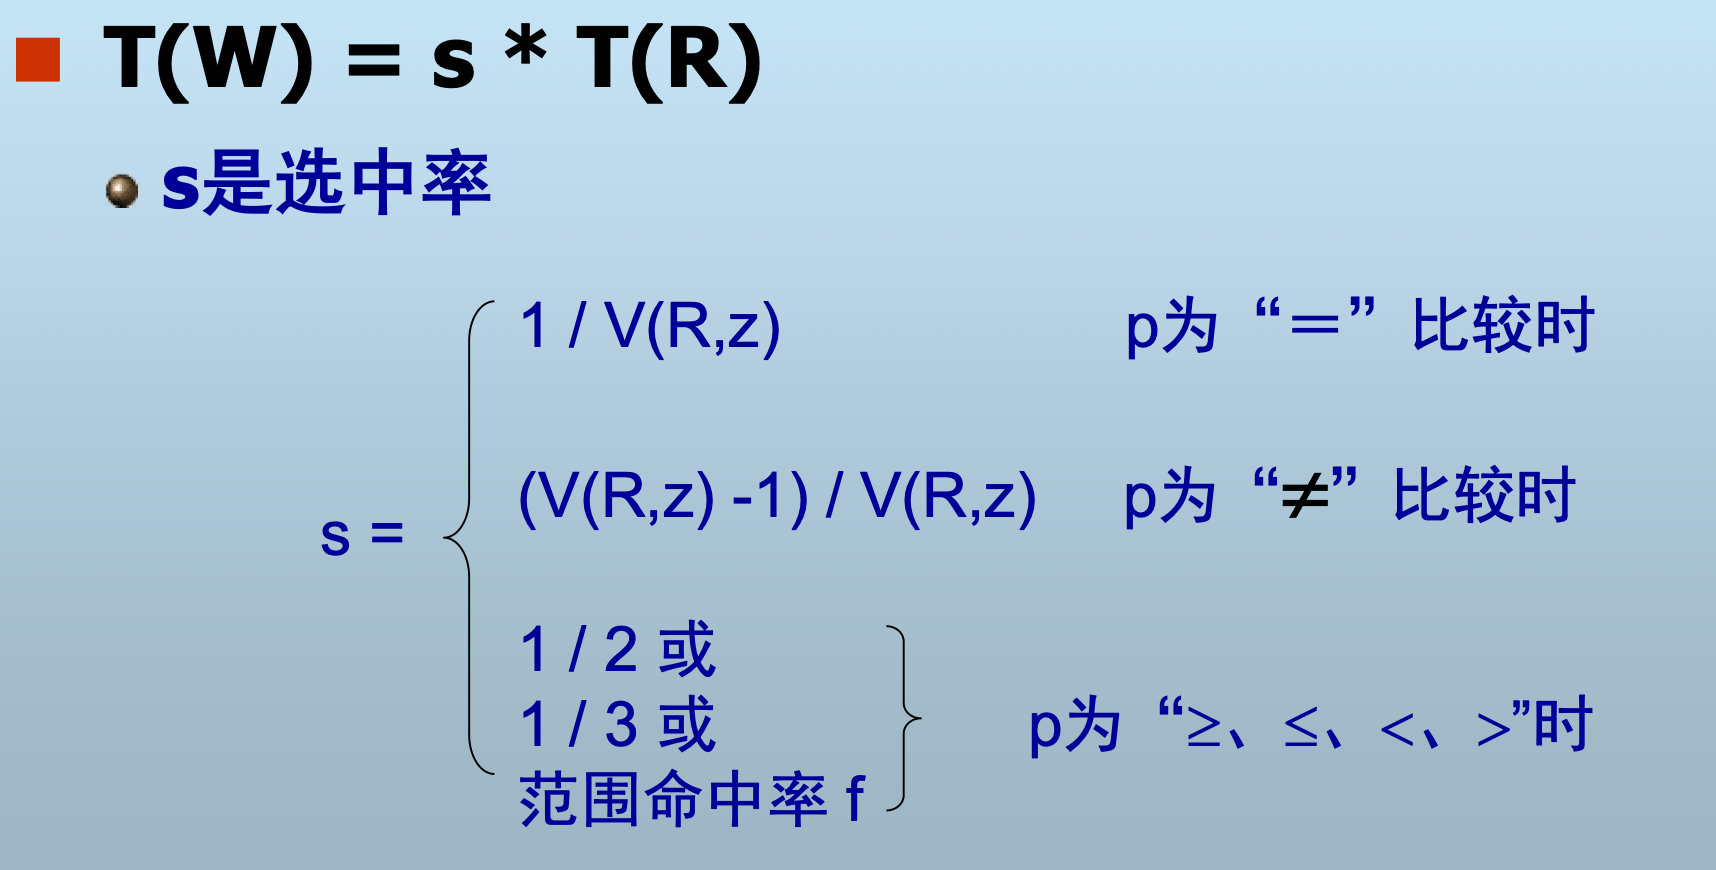 T(W) = s * T(R)
s是选中率
1 / V(R,z) p为“＝”比较时
(V(R,z) -1) / V(R,z) p为“≠”比较时
s =
1 / 2 或
1 / 3 或
p为“≥、≤、<、>”时
范围命中率 f